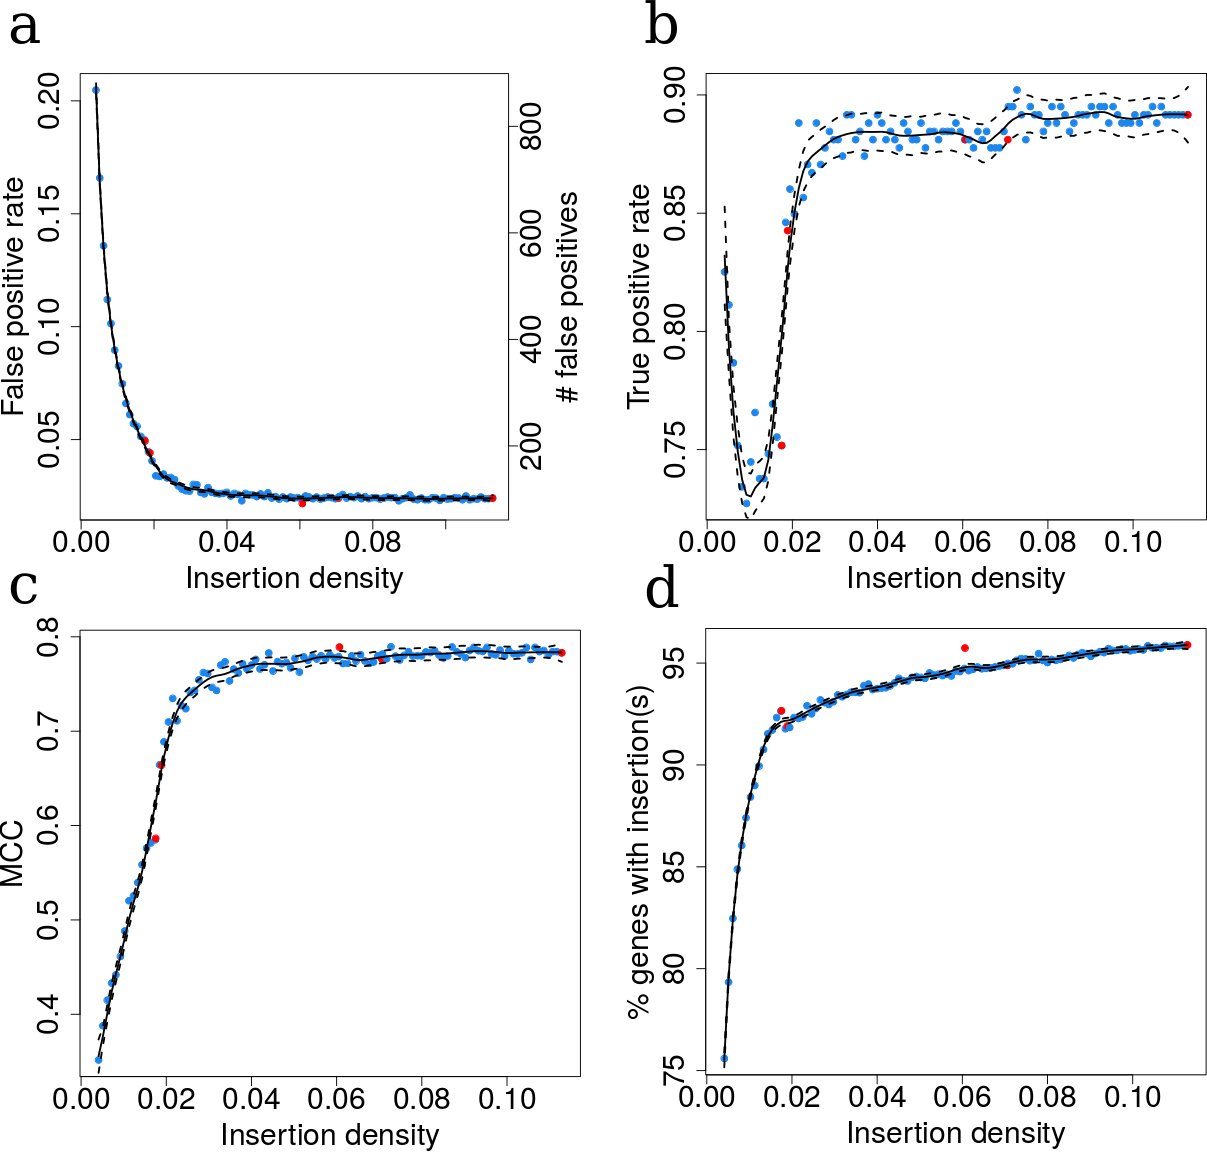 a
False positive rate
0.20
0.15
0.10
0.05
800
600
400
200
# false positives
0.00 0.04 0.08
Insertion density
b
True positive rate
0.90
0.85
0.80
0.75
0.00 0.02 0.04 0.06 0.08 0.10
Insertion density
c
MCC
0.8
0.7
0.6
0.5
0.4
0.00 0.02 0.04 0.06 0.08 0.10
Insertion density
d
% genes with insertion(s)
95
90
85
80
75
0.00 0.02 0.04 0.06 0.08 0.10
Insertion density